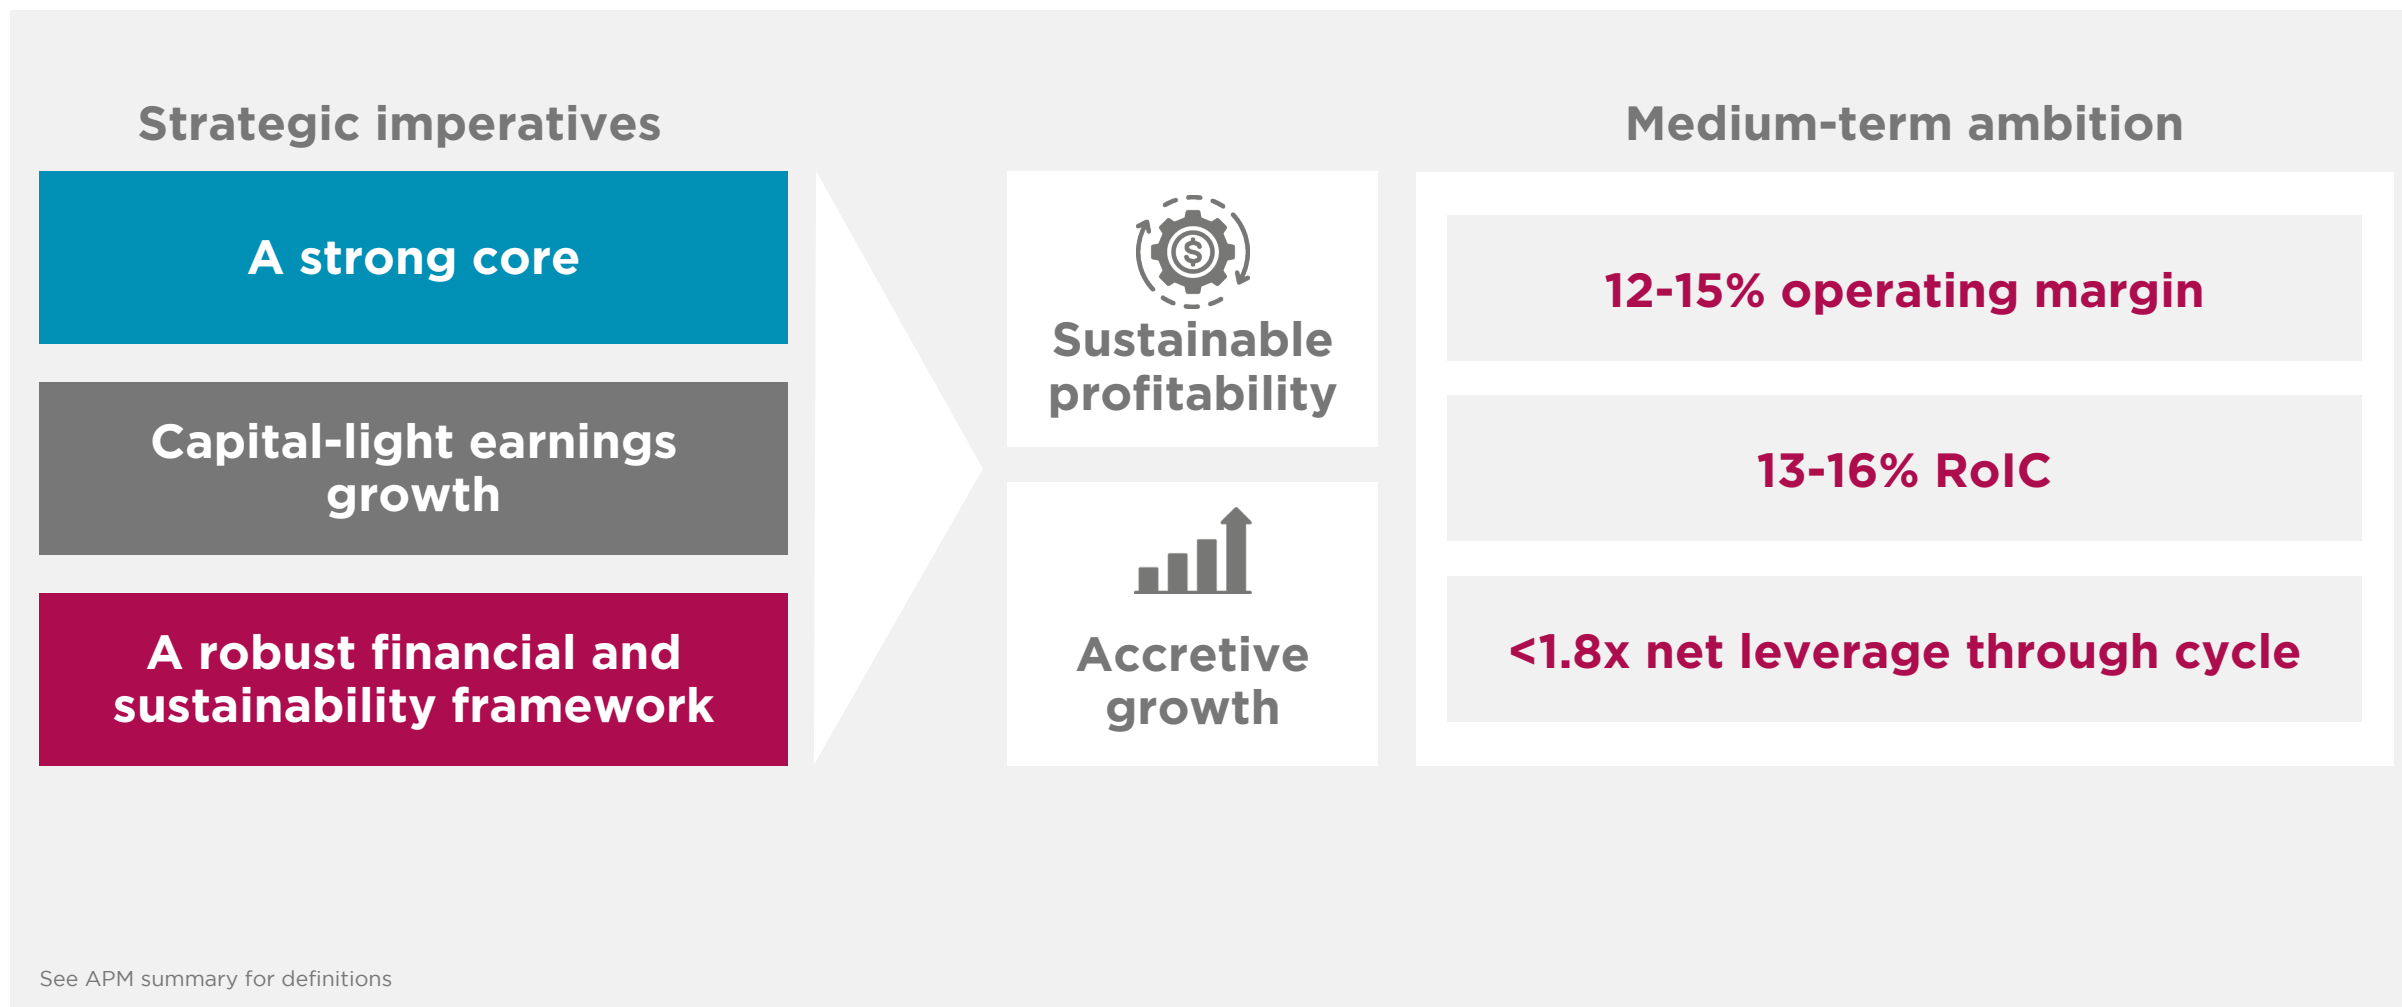 Strategic imperatives
A strong core
Capital-light earnings
growth
A robust financial and
sustainability framework
$
Sustainable
profitability
Accretive
growth
Medium-term ambition
12-15% operating margin
13-16% RoIC
<1.8x net leverage through cycle
See APM summary for definitions